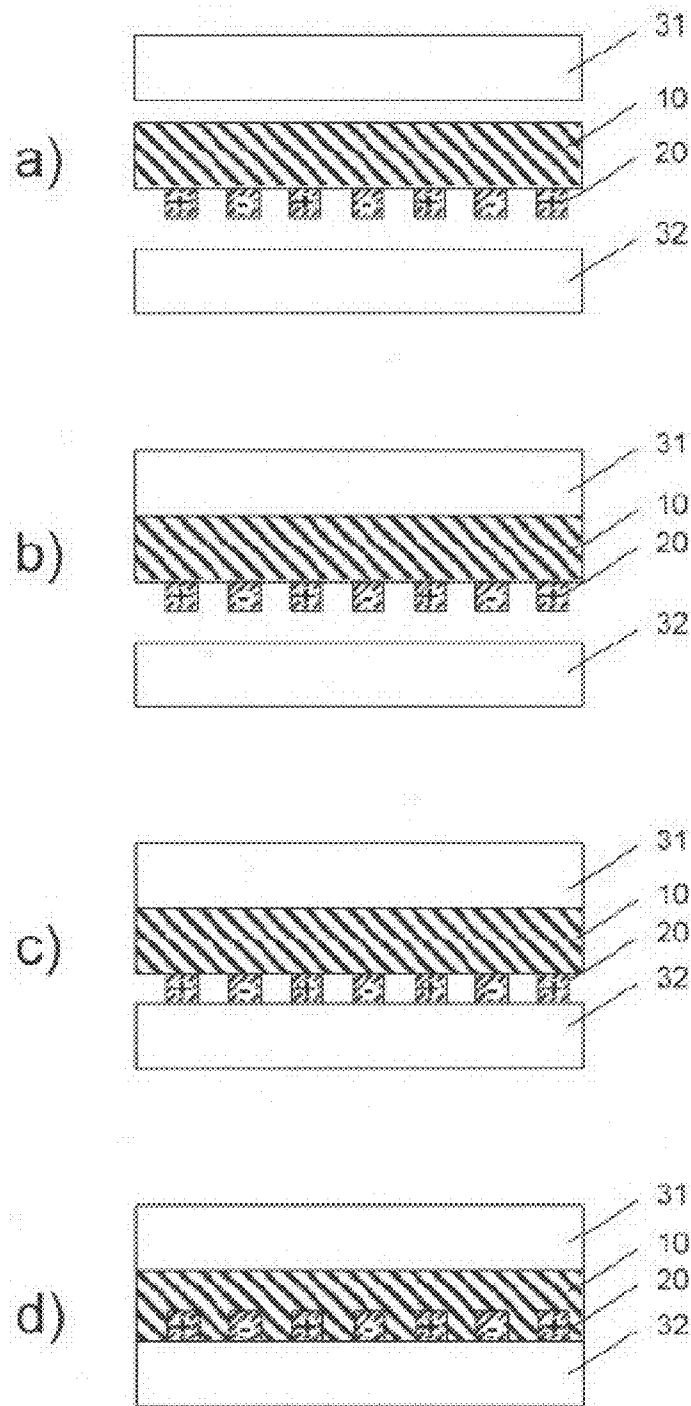 31
10
a)
20
+ - + - + - +
32
31
10
b)
20
+ - + - + - +
32
31
10
c)
20
+ - + - + - +
32
31
10
20
d)
+ - + - + - +
32